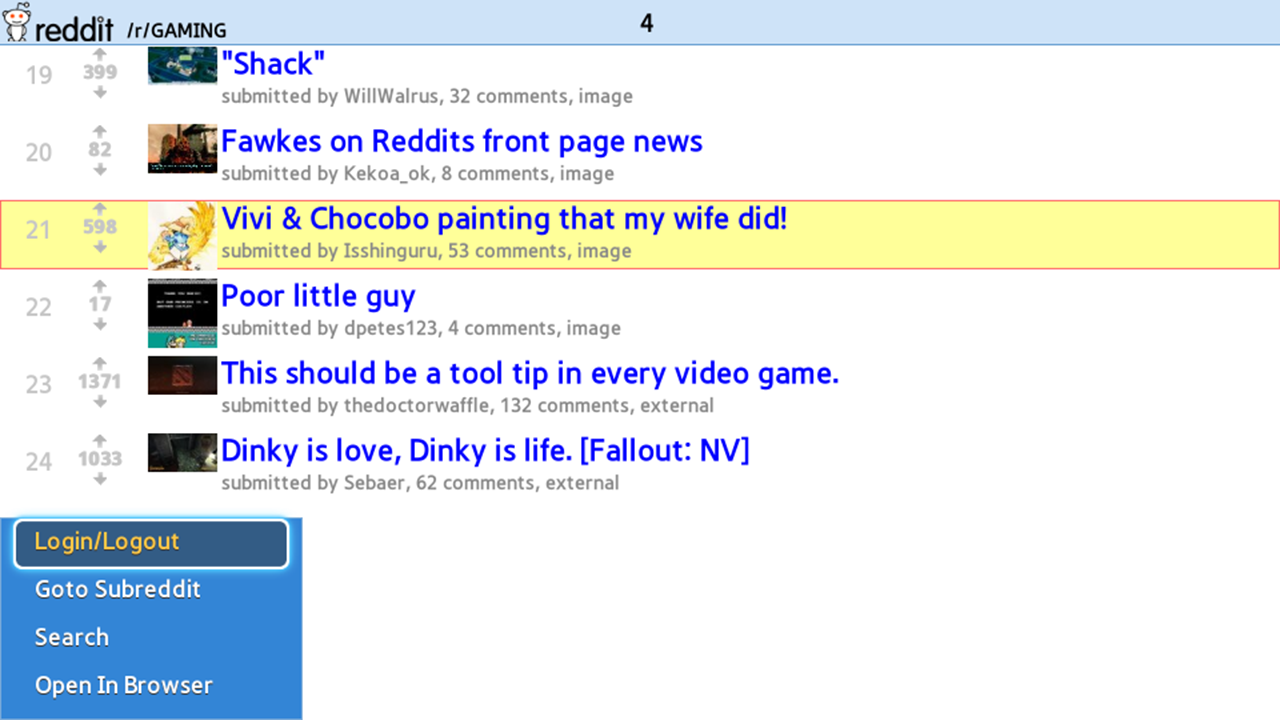 reddit /r/GAMING 4
19 399 "Shack"
submitted by WillWalrus, 32 comments, image
20 82 Fawkes on Reddits front page news
submitted by Kekoa_ok, 8 comments, image
21 598 Vivi & Chocobo painting that my wife did!
submitted by Isshinguru, 53 comments, image
22 17 Poor little guy
submitted by dpetes123, 4 comments, image
23 1371 This should be a tool tip in every video game.
submitted by thedoctorwaffle, 132 comments, external
24 1033 Dinky is love, Dinky is life. [Fallout: NV]
submitted by Sebaer, 62 comments, external
Login/Logout
Goto Subreddit
Search
Open In Browser